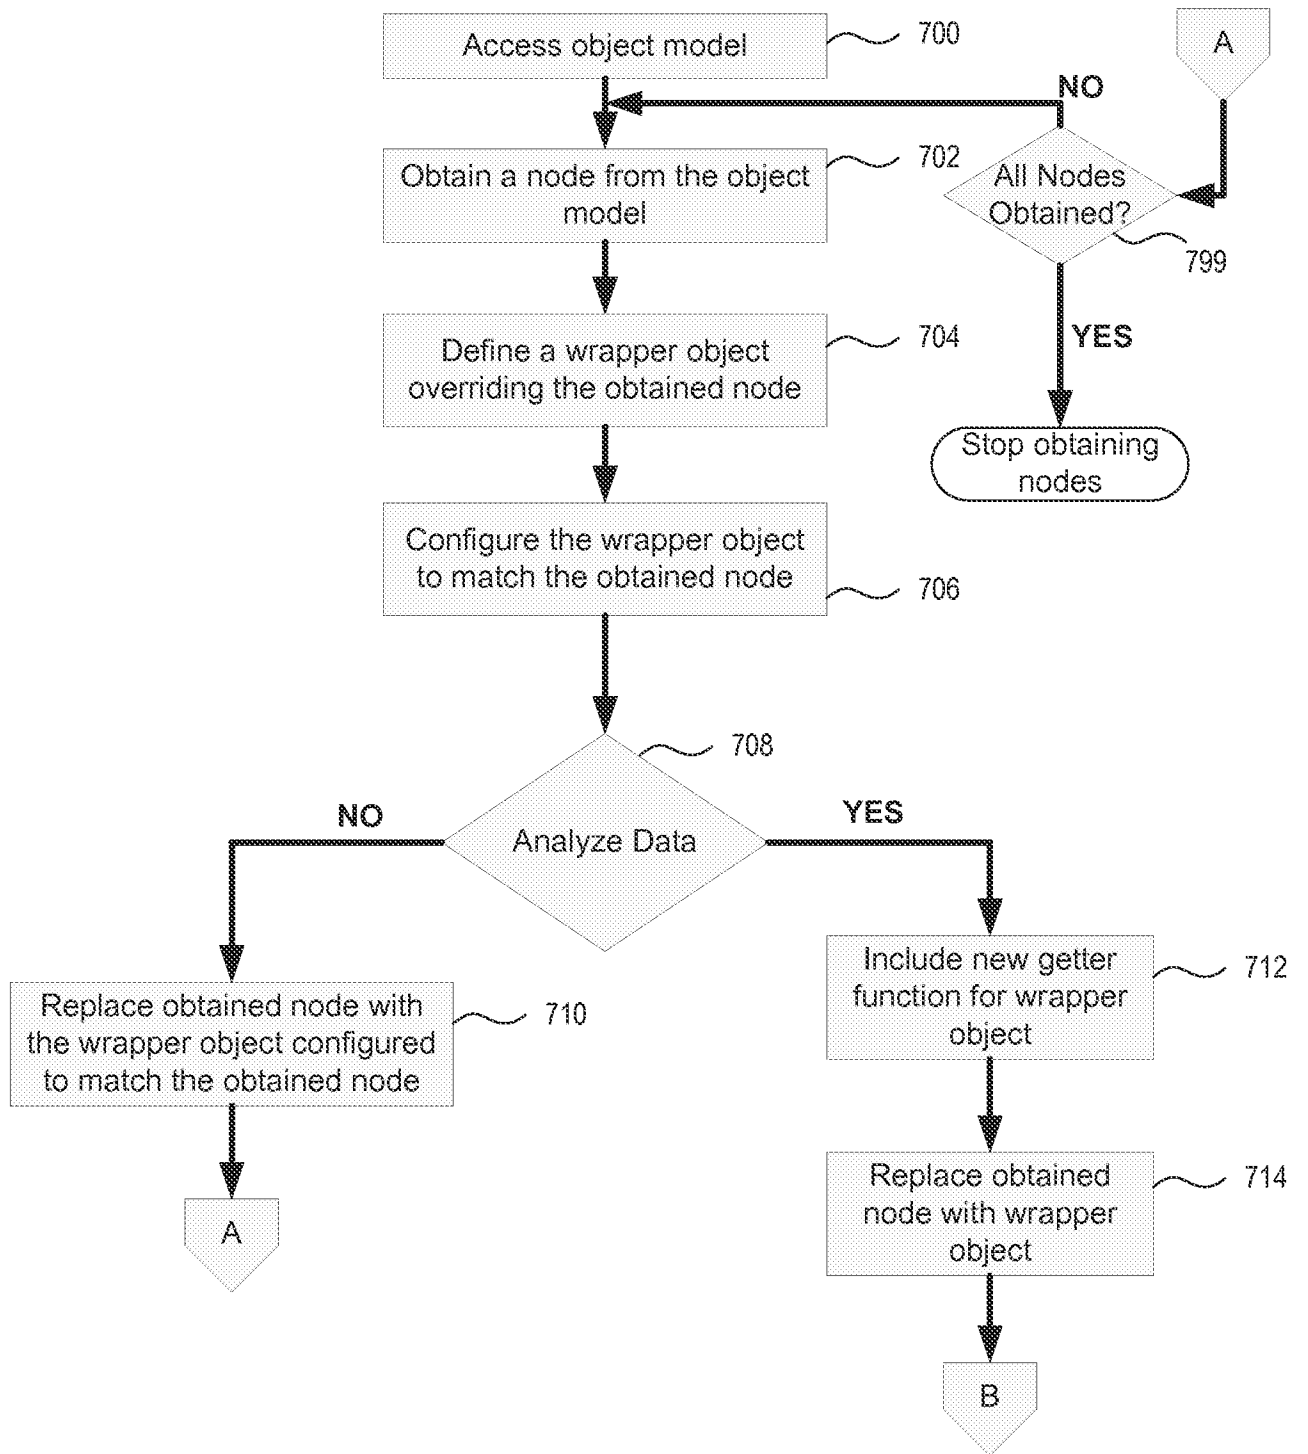 Access object model
700
A
NO
Obtain a node from the object
model
702
All Nodes
Obtained?
799
YES
Define a wrapper object
overriding the obtained node
704
Stop obtaining
nodes
Configure the wrapper object
to match the obtained node
706
708
NO
Analyze Data
YES
Replace obtained node with
the wrapper object configured
to match the obtained node
710
Include new getter
function for wrapper
object
712
A
Replace obtained
node with wrapper
object
714
B